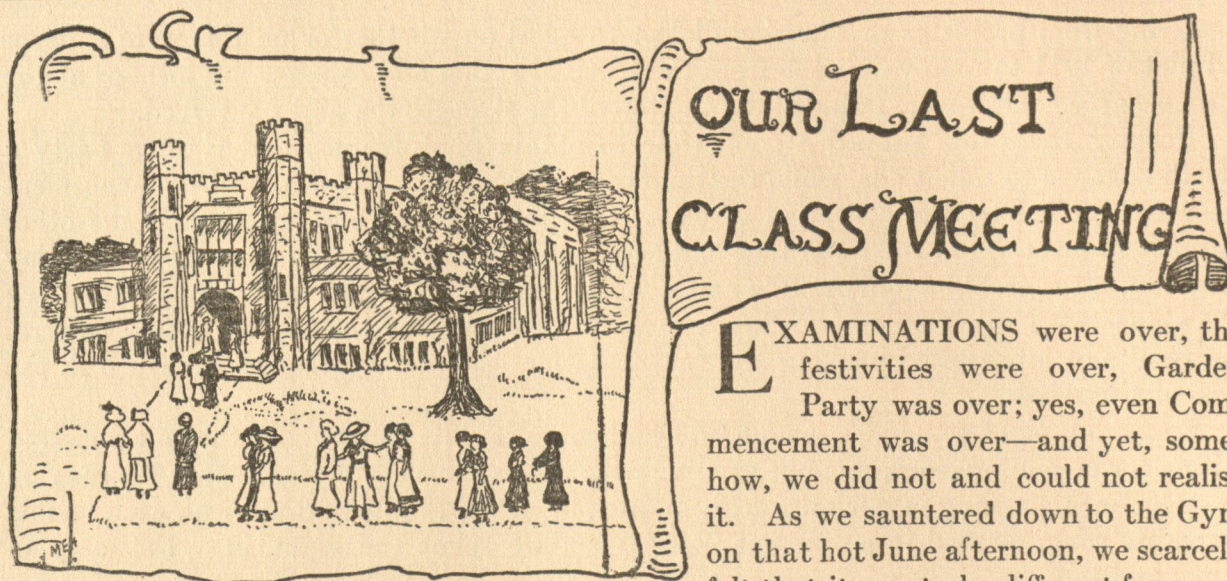 OUR LAST
CLASS MEETING
EXAMINATIONS were over, th
festivities were over, Garde
Party was over; yes, even Com
mencement was over—and yet, some
how, we did not and could not realis
it. As we sauntered down to the Gyn
on that hot June afternoon, we scarcel